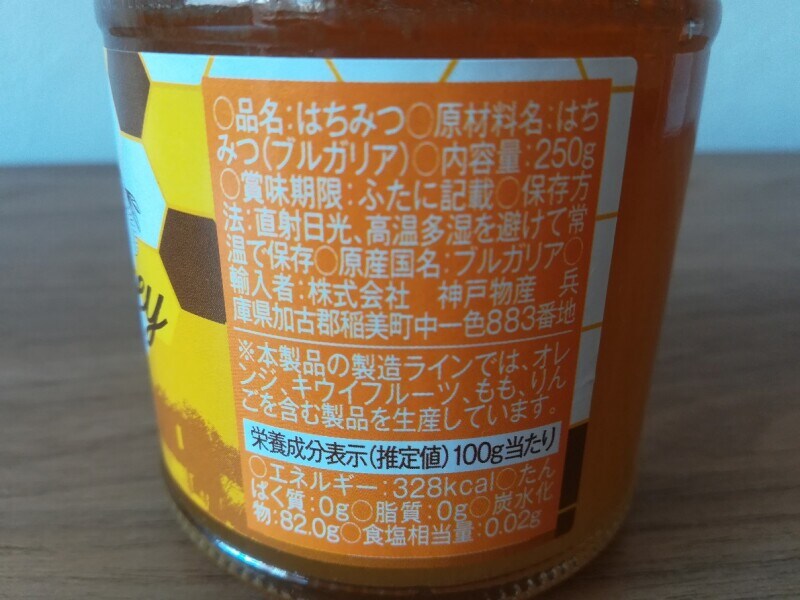 ○品名:はちみつ○原材料名:はち
みつ(ブルガリア)○内容量:250g
○賞味期限:ふたに記載○保存方
法:直射日光、高温多湿を避けて常
温で保存○原産国名:ブルガリア○
輸入者:株式会社　神戸物産　兵
庫県加古郡稲美町中一色883番地
※本製品の製造ラインでは、オレ
ンジ、キウイフルーツ、もも、りん
ごを含む製品を生産しています。
栄養成分表示(推定値)100g当たり
○エネルギー:328kcal○たん
ぱく質:0g○脂質:0g○炭水化
物:82.0g○食塩相当量:0.02g